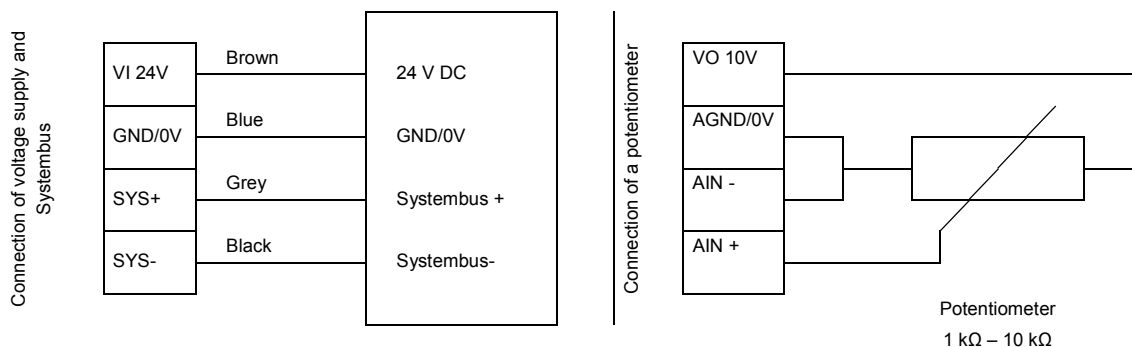 Connection of voltage supply and
Systembus
VI 24V
Brown
24 V DC
GND/0V
Blue
GND/0V
SYS+
Grey
Systembus +
SYS-
Black
Systembus-
Connection of a potentiometer
VO 10V
AGND/0V
AIN -
AIN +
Potentiometer
1 kΩ – 10 kΩ